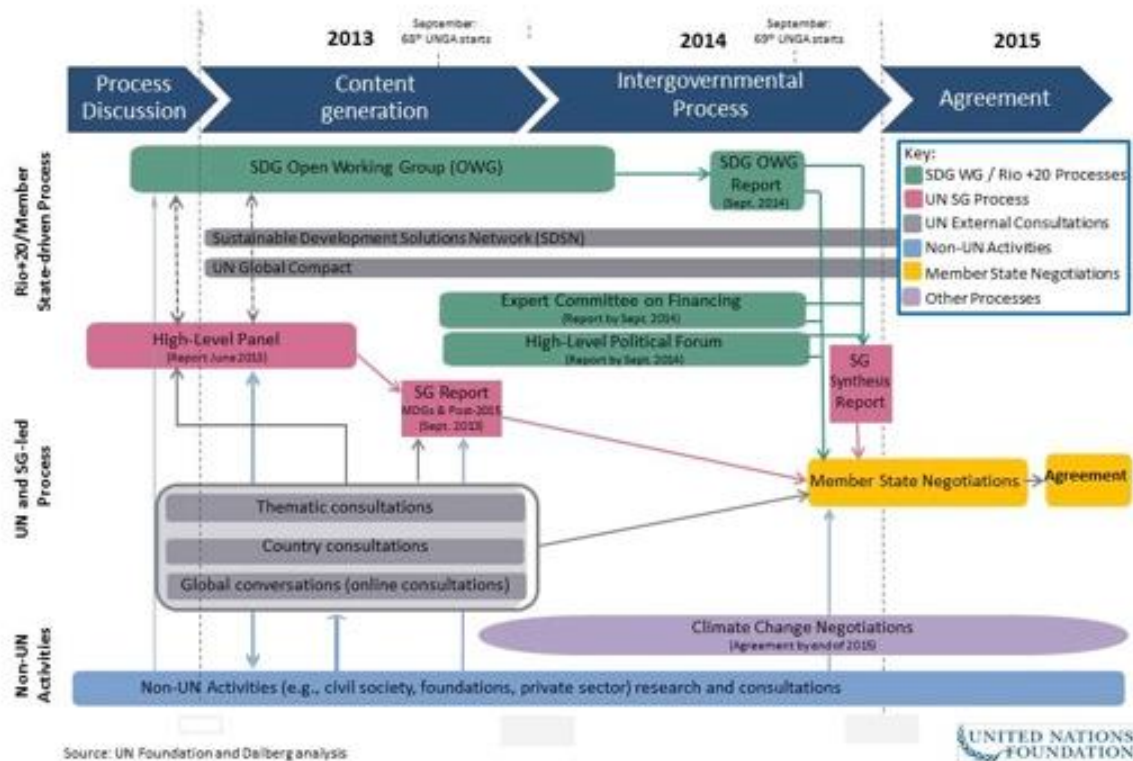 September:
68th UNGA starts
September:
69th UNGA starts
2013
2014
2015
Process
Discussion
Content
generation
Intergovernmental
Process
Agreement
Rio+20/Member
State-driven Process
SDG Open Working Group (OWG)
SDG OWG
Report
(Sept. 2014)
Key:
SDG WG / Rio +20 Processes
UN SG Process
UN External Consultations
Non-UN Activities
Member State Negotiations
Other Processes
Sustainable Development Solutions Network (SDSN)
UN Global Compact
Expert Committee on Financing
(Report by Sept. 2014)
High-Level Political Forum
(Report by Sept. 2014)
UN and SG-led
Process
High-Level Panel
(Report June 2013)
SG Report
MDGs & Post-2015
(Sept. 2013)
SG
Synthesis
Report
Member State Negotiations
Agreement
Thematic consultations
Country consultations
Global conversations (online consultations)
Non-UN
Activities
Climate Change Negotiations
(Agreement by end of 2015)
Non-UN Activities (e.g., civil society, foundations, private sector) research and consultations
Source: UN Foundation and Dalberg analysis
UNITED NATIONS
FOUNDATION